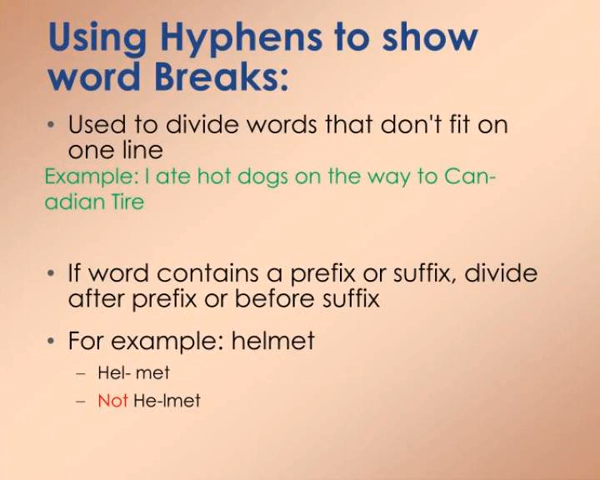 Using Hyphens to show
word Breaks:
• Used to divide words that don't fit on
one line
Example: I ate hot dogs on the way to Can-
adian Tire
• If word contains a prefix or suffix, divide
after prefix or before suffix
• For example: helmet
– Hel- met
– Not He-lmet